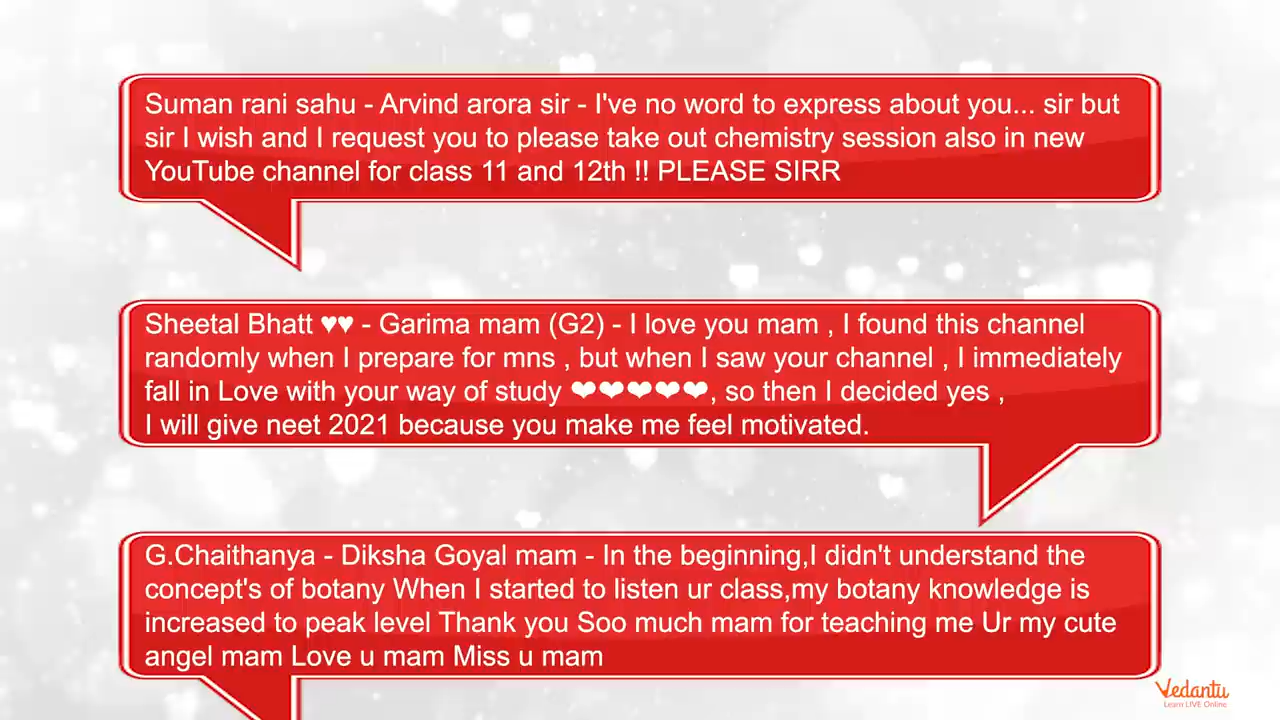 Suman rani sahu - Arvind arora sir - I've no word to express about you... sir but
sir I wish and I request you to please take out chemistry session also in new
YouTube channel for class 11 and 12th !! PLEASE SIRR
Sheetal Bhatt ♥♥ - Garima mam (G2) - I love you mam , I found this channel
randomly when I prepare for mns , but when I saw your channel , I immediately
fall in Love with your way of study ❤❤❤❤❤, so then I decided yes ,
I will give neet 2021 because you make me feel motivated.
G.Chaithanya - Diksha Goyal mam - In the beginning,I didn't understand the
concept's of botany When I started to listen ur class,my botany knowledge is
increased to peak level Thank you Soo much mam for teaching me Ur my cute
angel mam Love u mam Miss u mam
Vedantu
Learn LIVE Online